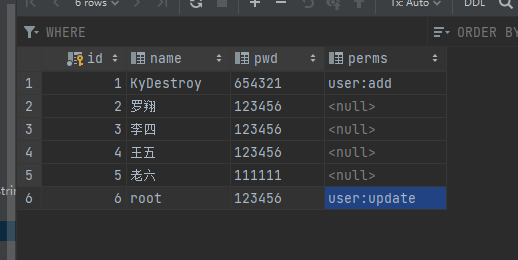 6 rows
Tx: Auto
DDL
WHERE
ORDER BY
id name pwd perms
1 1 KyDestroy 654321 user:add
2 2 罗翔 123456 <null>
3 3 李四 123456 <null>
4 4 王五 123456 <null>
5 5 老六 111111 <null>
6 6 root 123456 user:update